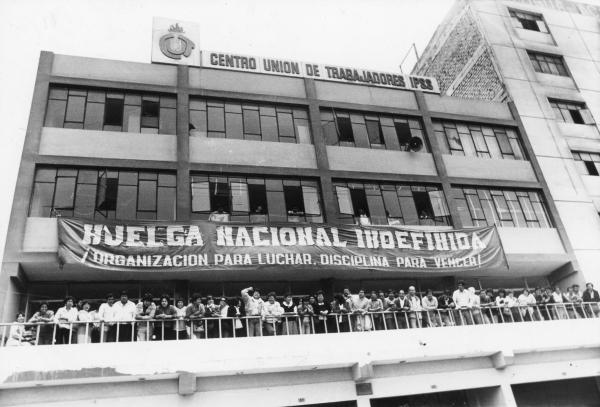 CENTRO UNION DE TRABAJADORES IPSS
HUELGA NACIONAL INDEFINIDA
¡ORGANIZACION PARA LUCHAR, DISCIPLINA PARA VENCER!